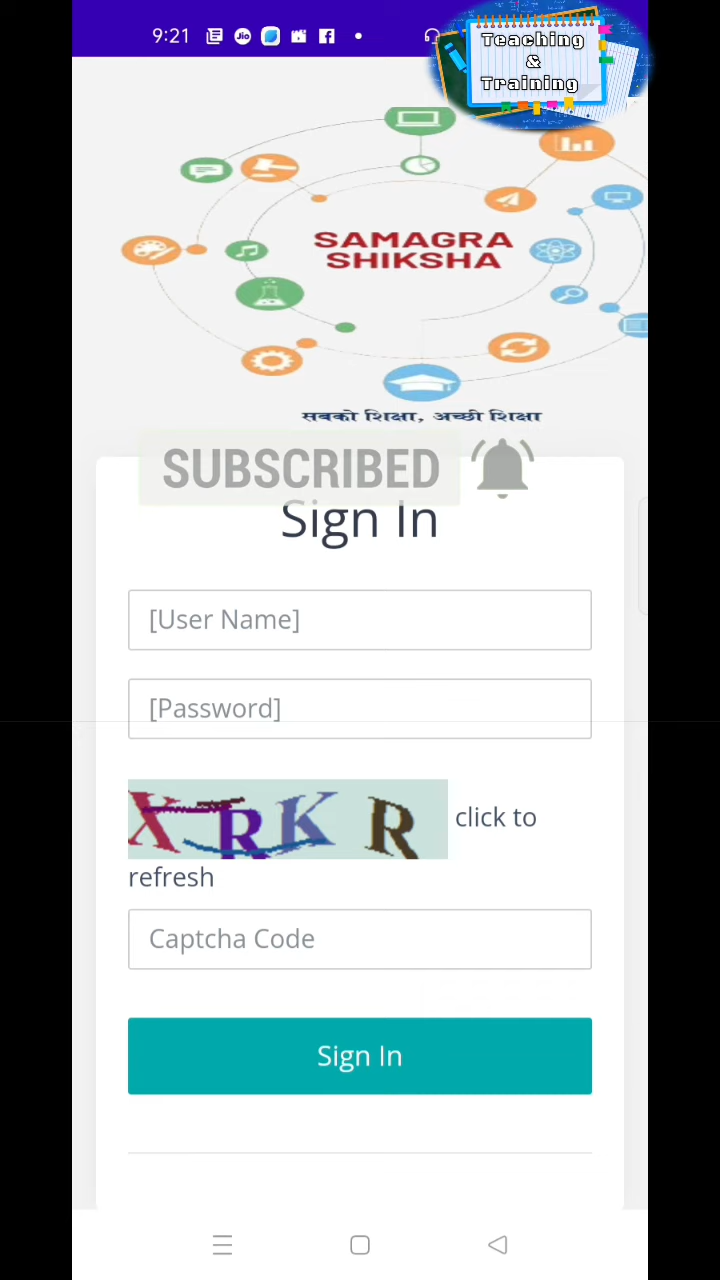 9:21
Jio
Teaching
&
Training
SAMAGRA
SHIKSHA
सबको शिक्षा, अच्छी शिक्षा
SUBSCRIBED
Sign In
[User Name]
[Password]
X R K R
click to
refresh
Captcha Code
Sign In